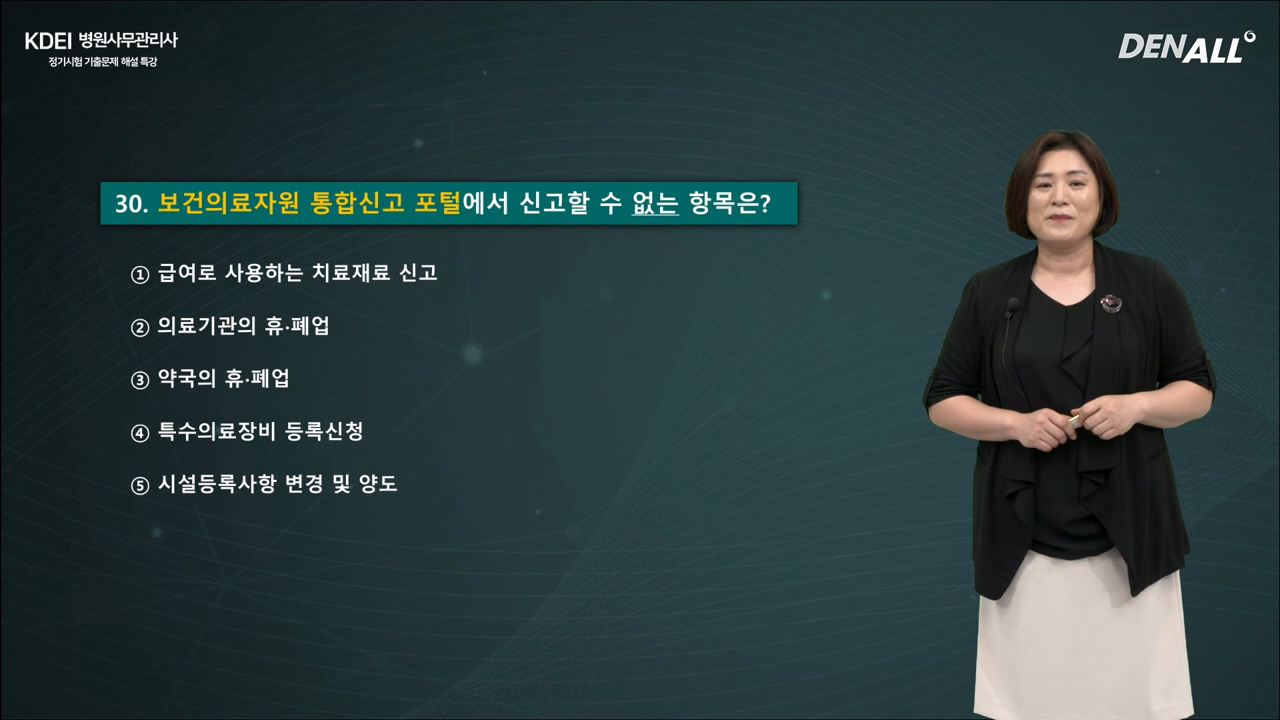 KDEI 병원사무관리사
정기시험 기출문제 해설 특강
DENALL
30. 보건의료자원 통합신고 포털에서 신고할 수 없는 항목은?
① 급여로 사용하는 치료재료 신고
② 의료기관의 휴·폐업
③ 약국의 휴·폐업
④ 특수의료장비 등록신청
⑤ 시설등록사항 변경 및 양도